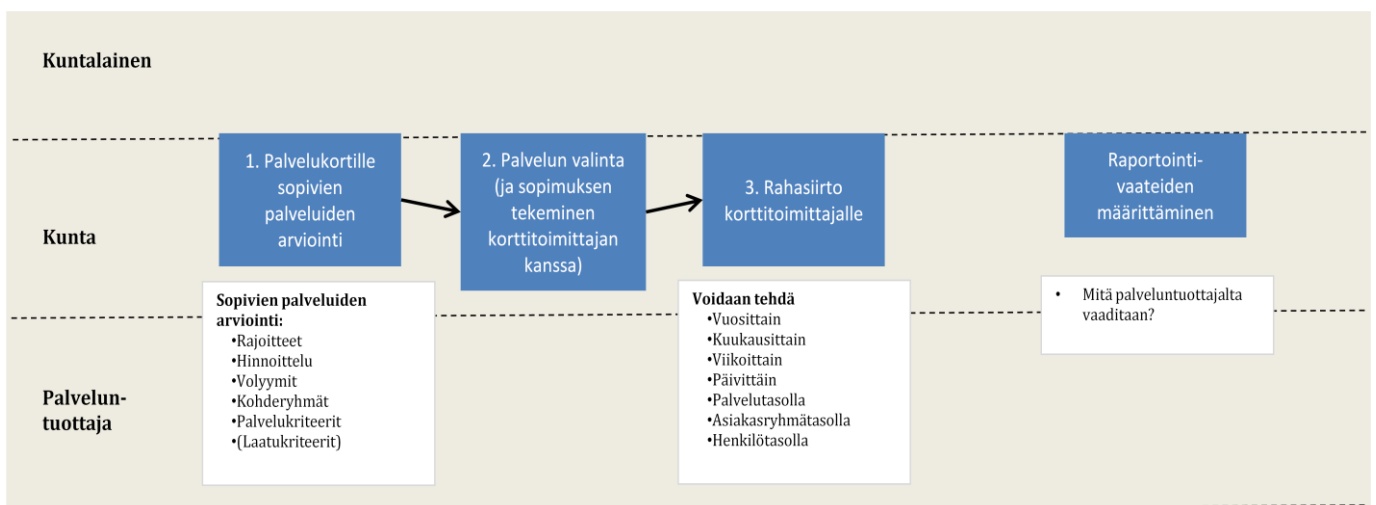 Kuntalainen
Kunta
Palvelun-
tuottaja
1. Palvelukortille
sopivien
palveluiden
arviointi
2. Palvelun valinta
(ja sopimuksen
tekeminen
korttitoimittajan
kanssa)
3. Rahasiirto
korttitoimittajalle
Raportointi-
vaateiden
määrittäminen
Sopivien palveluiden
arviointi:
•Rajoitteet
•Hinnoittelu
•Volyymit
•Kohderyhmät
•Palvelukriteerit
•(Laatukriteerit)
Voidaan tehdä
•Vuosittain
•Kuukausittain
•Viikoittain
•Päivittäin
•Palvelutasolla
•Asiakasryhmätasolla
•Henkilötasolla
• Mitä palveluntuottajalta
vaaditaan?